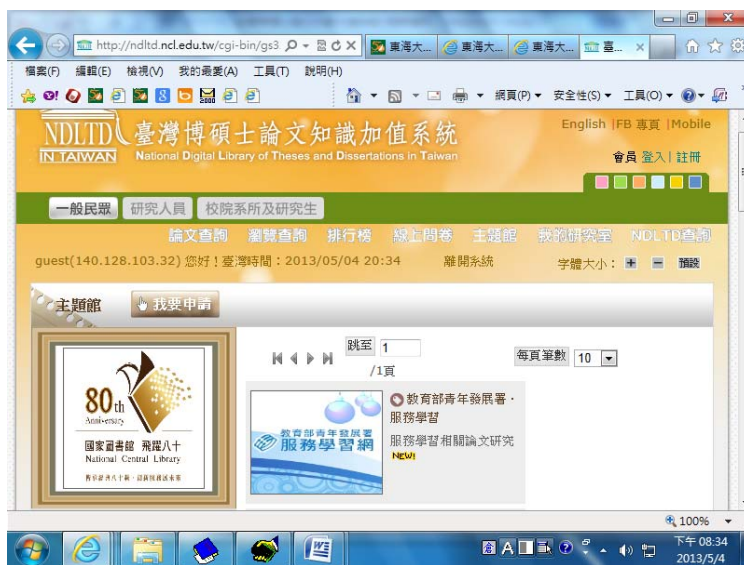 http://ndltd.ncl.edu.tw/cgi-bin/gs3
東海大...
東海大...
東海大...
臺...
檔案(F) 編輯(E) 檢視(V) 我的最愛(A) 工具(T) 說明(H)
網頁(P) 安全性(S) 工具(O)
NDLTD IN TAIWAN
臺灣博碩士論文知識加值系統
National Digital Library of Theses and Dissertations in Taiwan
English |FB 專頁 |Mobile
會員 登入 | 註冊
一般民眾 研究人員 校院系所及研究生
論文查詢 瀏覽查詢 排行榜 線上問卷 主題館 我的研究室 NDLTD查詢
guest(140.128.103.32) 您好！臺灣時間：2013/05/04 20:34 離開系統 字體大小： + − 預設
主題館 我要申請
跳至 1 /1頁
每頁筆數 10
80th
Anniversary
國家圖書館 飛躍八十
National Central Library
教育部青年發展署
服務學習網
教育部青年發展署・
服務學習
服務學習相關論文研究
NEW!
100%
A
下午 08:34
2013/5/4